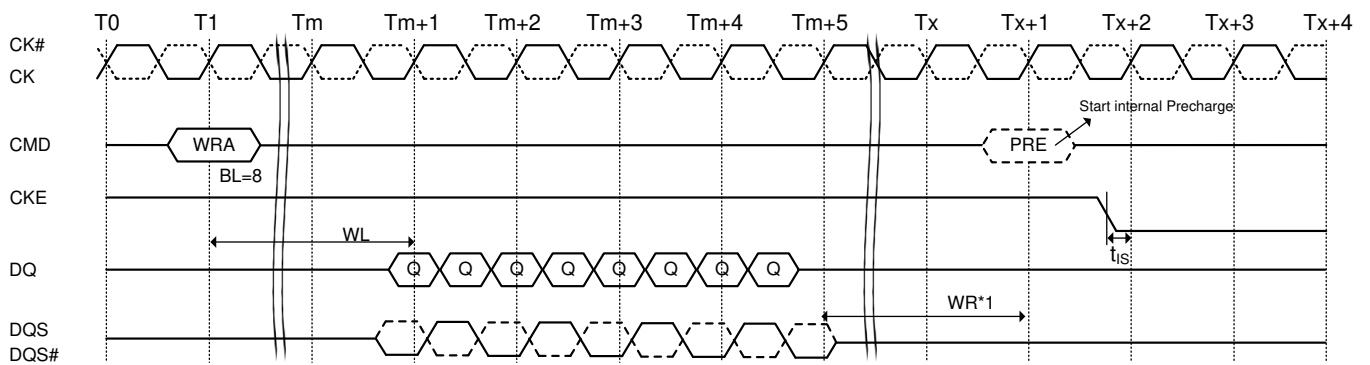 T0 T1 Tm Tm+1 Tm+2 Tm+3 Tm+4 Tm+5 Tx Tx+1 Tx+2 Tx+3 Tx+4
CK#
CK
Start internal Precharge
CMD WRA PRE
BL=8
CKE
WL
tIS
DQ Q Q Q Q Q Q Q Q
WR*1
DQS
DQS#